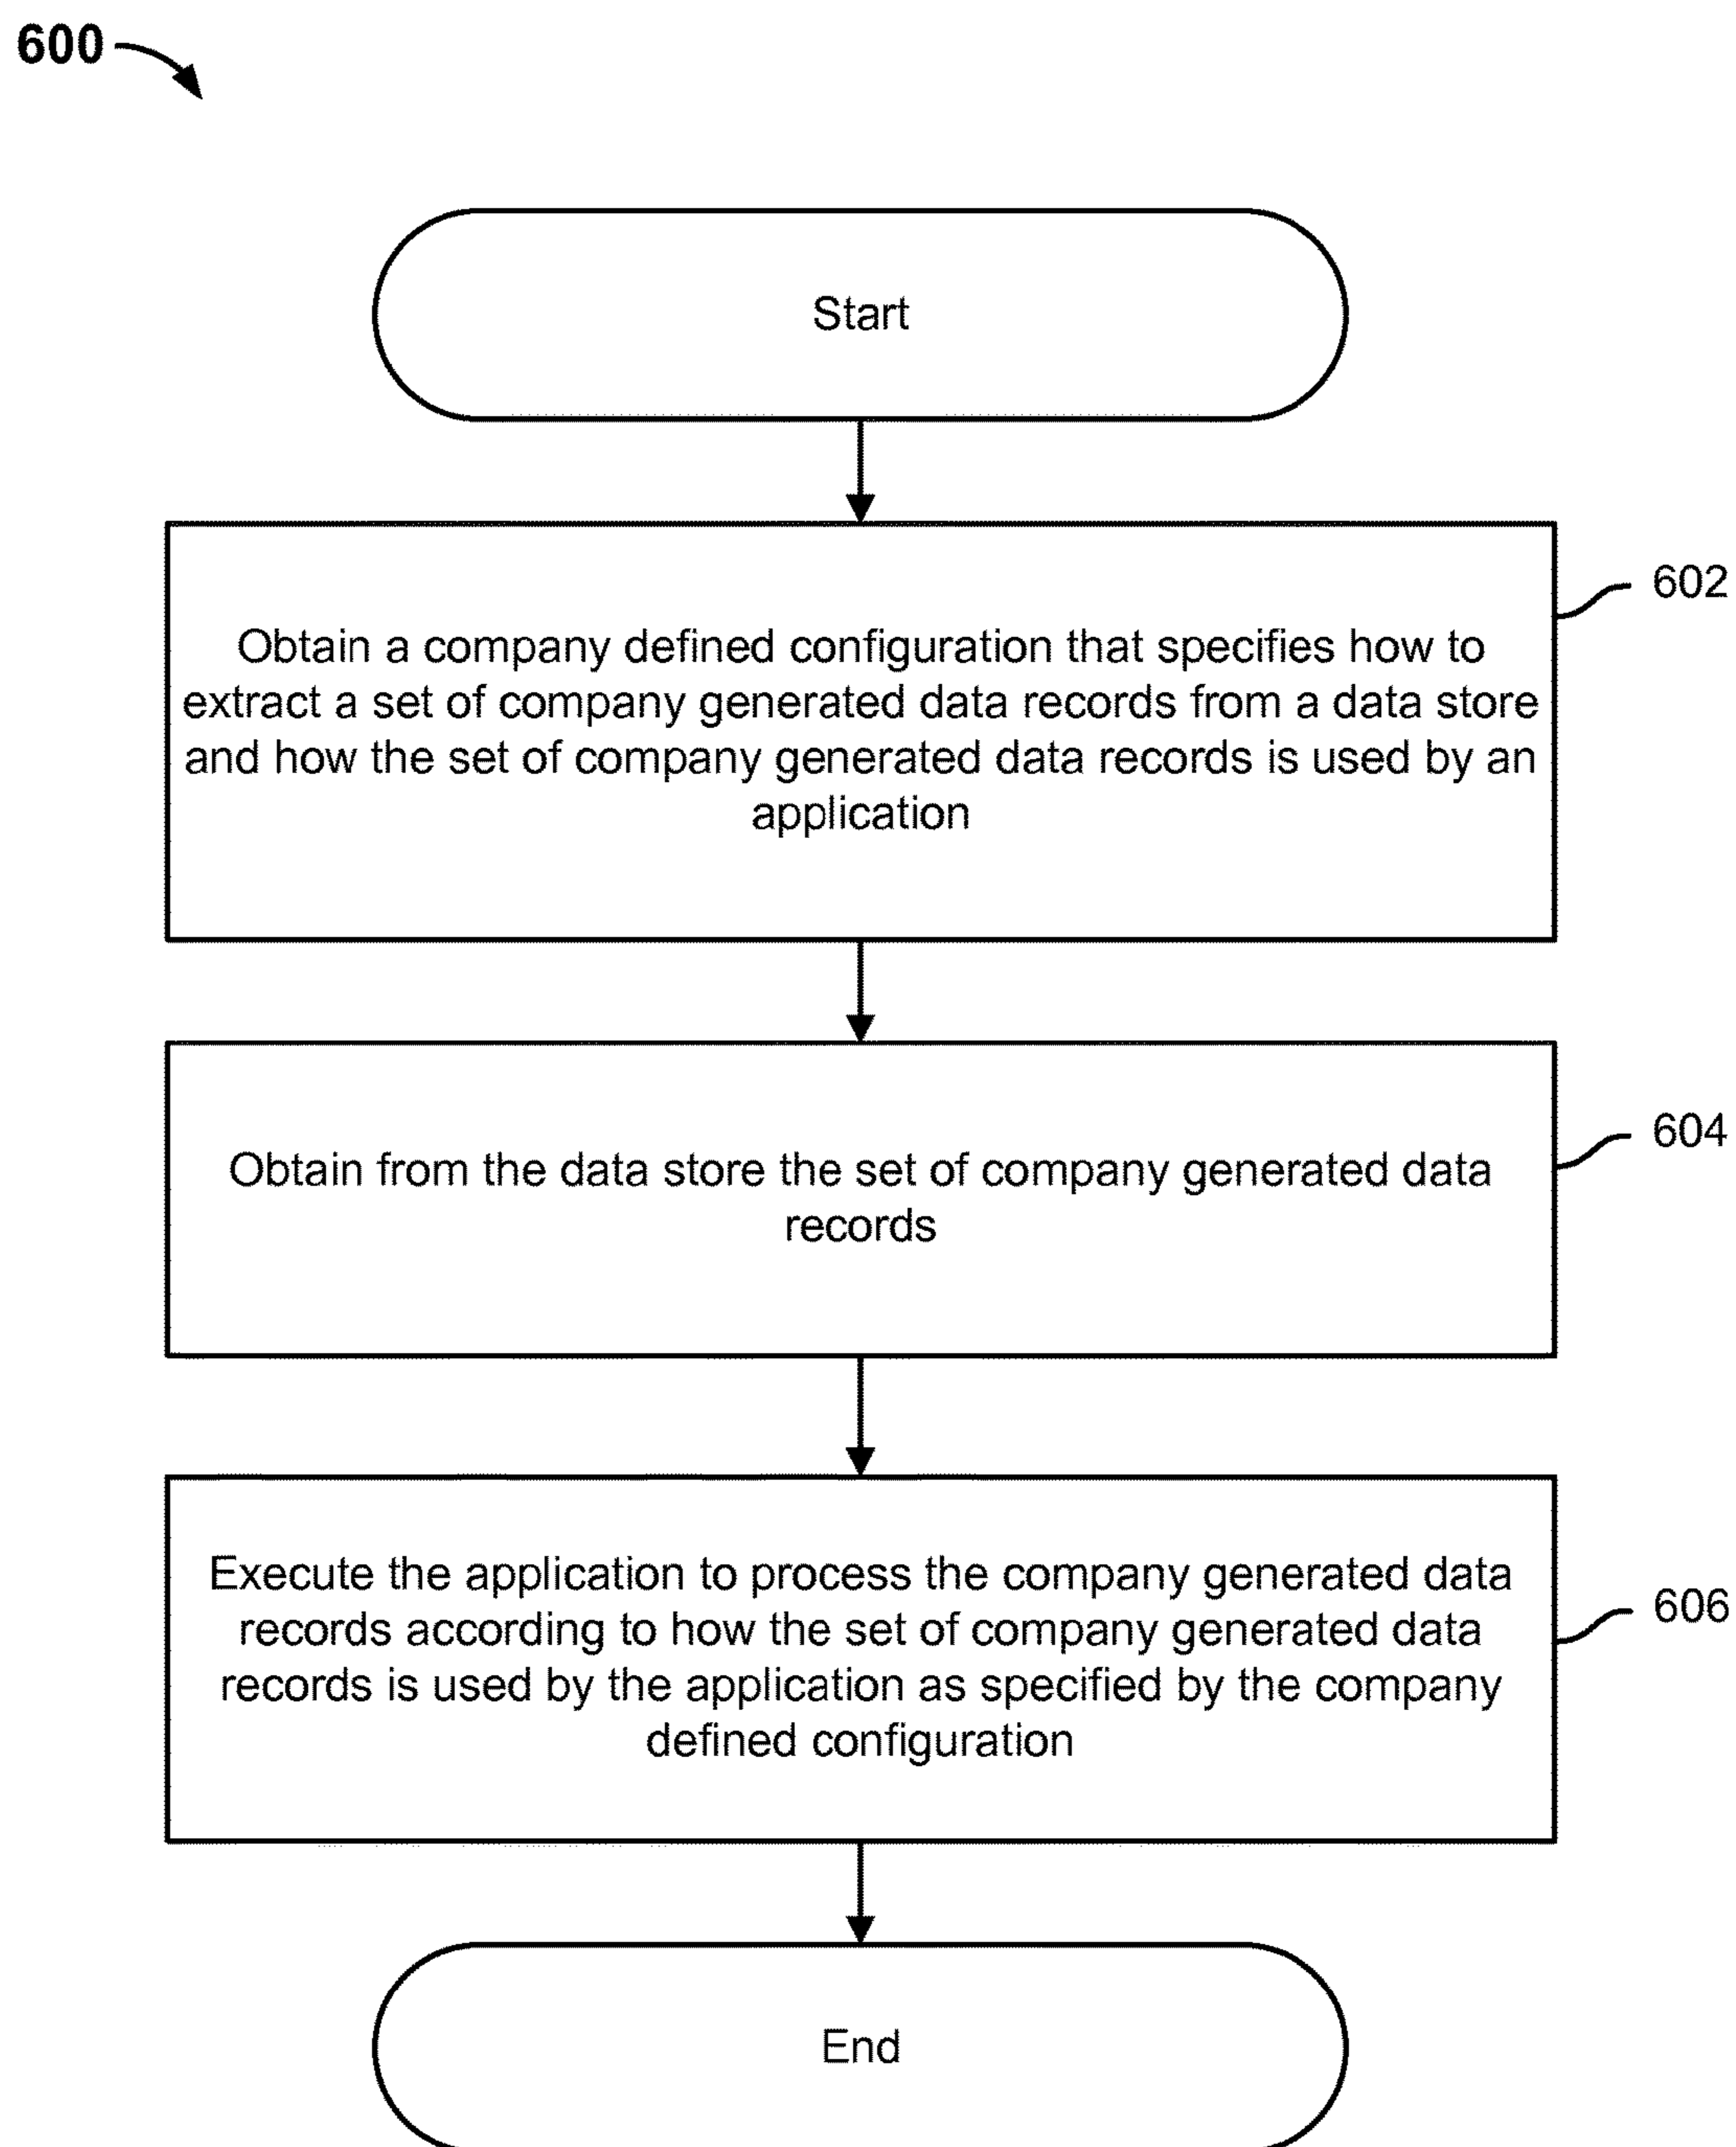 600
Start
602
Obtain a company defined configuration that specifies how to
extract a set of company generated data records from a data store
and how the set of company generated data records is used by an
application
604
Obtain from the data store the set of company generated data
records
606
Execute the application to process the company generated data
records according to how the set of company generated data
records is used by the application as specified by the company
defined configuration
End